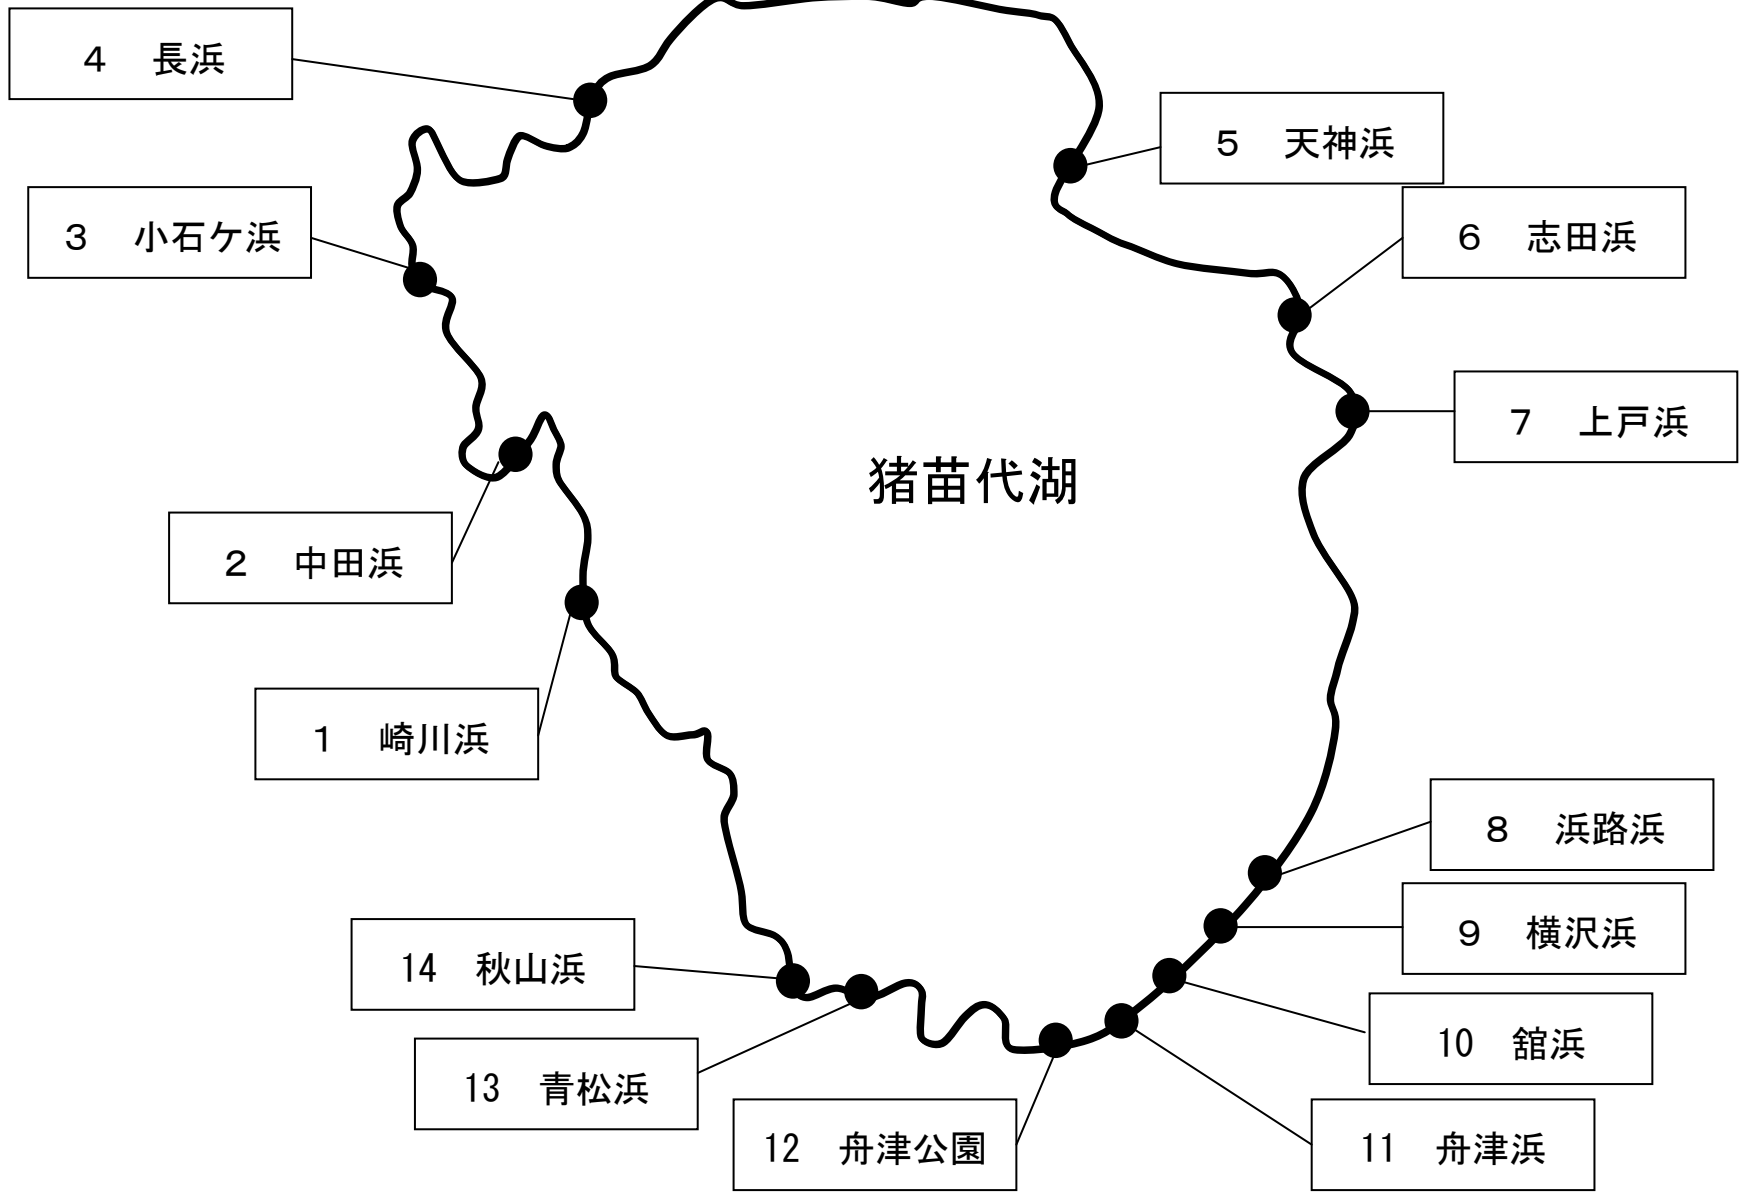 4　長浜
5　天神浜
3　小石ケ浜
6　志田浜
7　上戸浜
猪苗代湖
2　中田浜
1　崎川浜
8　浜路浜
9　横沢浜
14　秋山浜
10　舘浜
13　青松浜
12　舟津公園
11　舟津浜